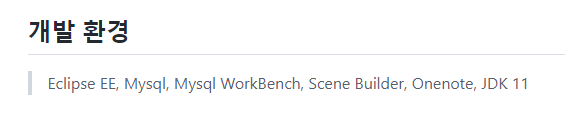 개발 환경
Eclipse EE, Mysql, Mysql WorkBench, Scene Builder, Onenote, JDK 11